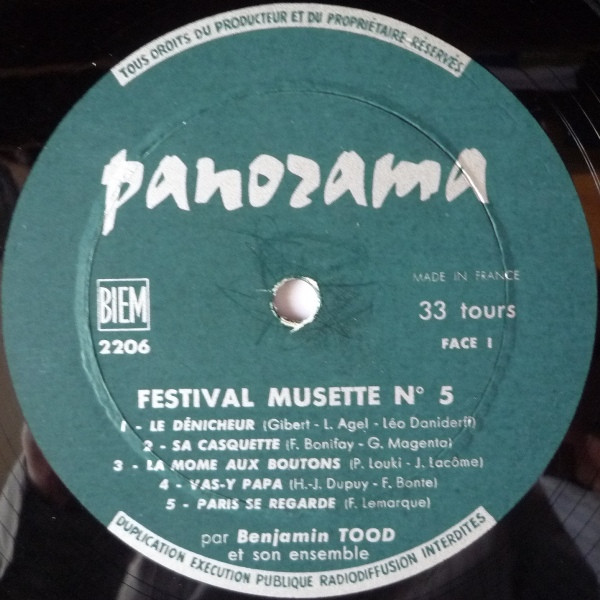 TOUS DROITS DU PRODUCTEUR ET DU PROPRIÉTAIRE RÉSERVÉS
panorama
MADE IN FRANCE
BIEM
33 tours
2206
FACE I
FESTIVAL MUSETTE N° 5
1 - LE DÉNICHEUR (Gibert - L. Agel - Léo Daniderff)
2 - SA CASQUETTE (F. Bonifay - G. Magenta)
3 - LA MOME AUX BOUTONS (P. Louki - J. Lacôme)
4 - VAS-Y PAPA (H.-J. Dupuy - F. Bonte)
5 - PARIS SE REGARDE (F. Lemarque)
par Benjamin TOOD
et son ensemble
DUPLICATION EXECUTION PUBLIQUE RADIODIFFUSION INTERDITES